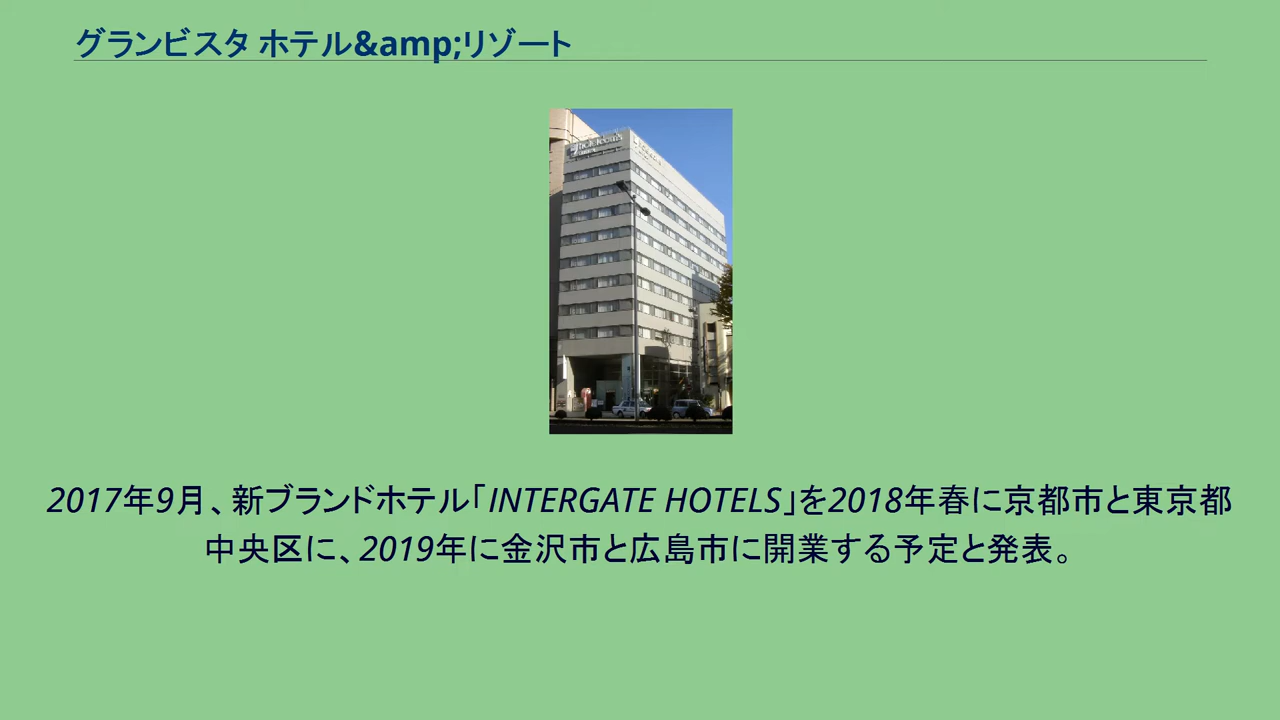 グランビスタ ホテル&amp;リゾート
2017年9月、新ブランドホテル「INTERGATE HOTELS」を2018年春に京都市と東京都
中央区に、2019年に金沢市と広島市に開業する予定と発表。